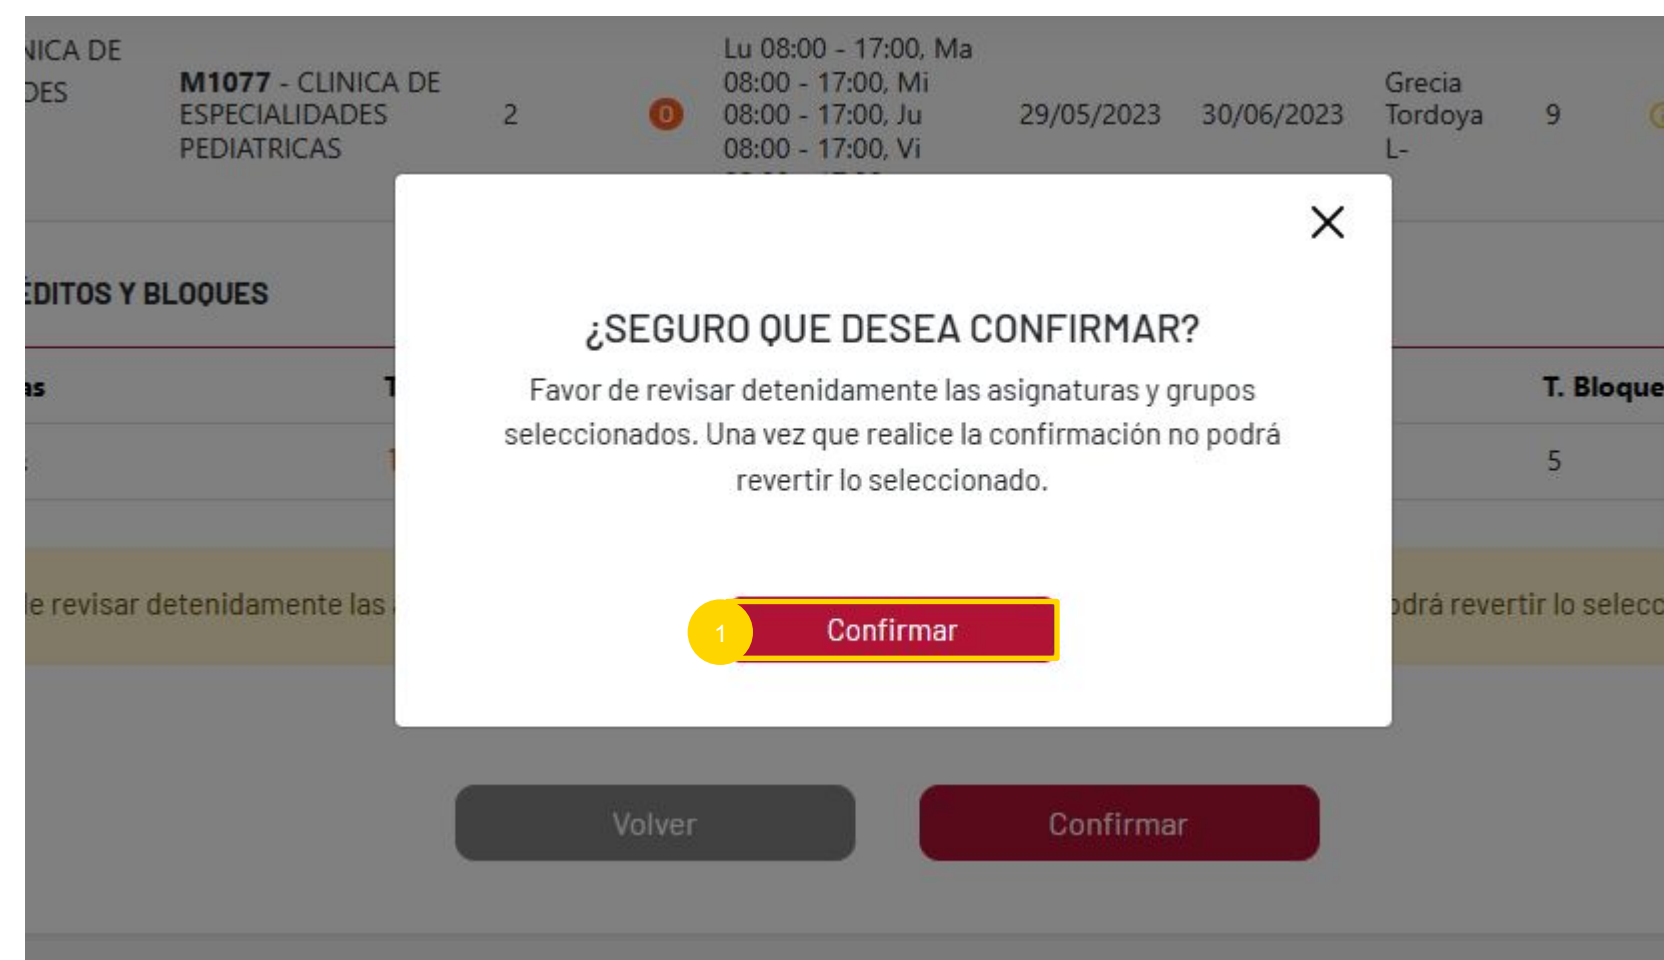 NICA DE
DES
M1077 - CLINICA DE
ESPECIALIDADES
PEDIATRICAS
2
0
Lu 08:00 - 17:00, Ma
08:00 - 17:00, Mi
08:00 - 17:00, Ju
08:00 - 17:00, Vi
29/05/2023
30/06/2023
Grecia
Tordoya
L-
9
ÉDITOS Y BLOQUES
as
T
T. Bloque
5
¿SEGURO QUE DESEA CONFIRMAR?
Favor de revisar detenidamente las asignaturas y grupos
seleccionados. Una vez que realice la confirmación no podrá
revertir lo seleccionado.
e revisar detenidamente las
odrá revertir lo selecc
1
Confirmar
Volver
Confirmar